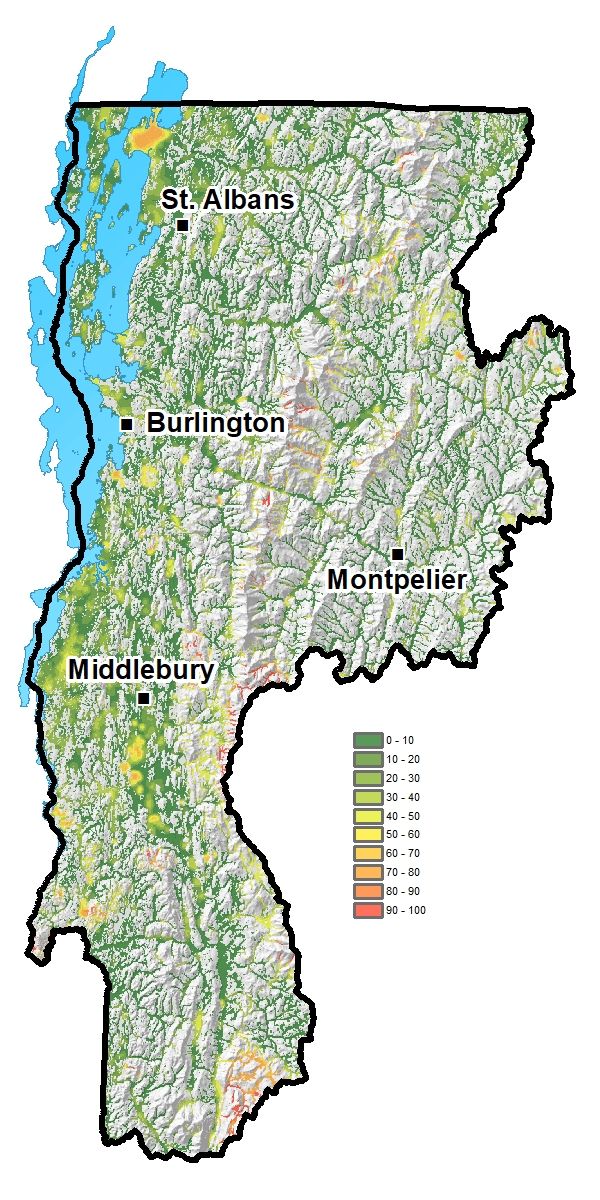 St. Albans
Burlington
Montpelier
Middlebury
0 - 10
10 - 20
20 - 30
30 - 40
40 - 50
50 - 60
60 - 70
70 - 80
80 - 90
90 - 100